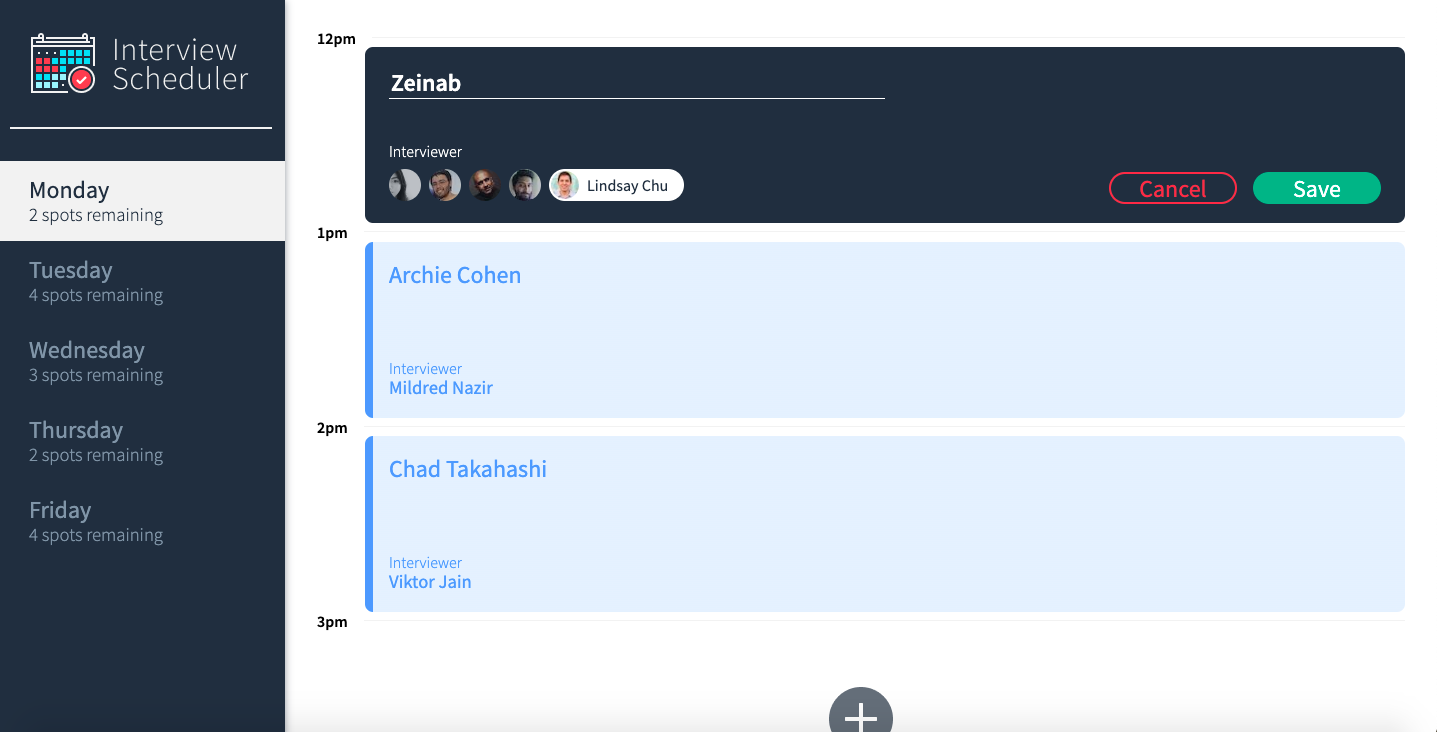 Interview
Scheduler
Monday
2 spots remaining
Tuesday
4 spots remaining
Wednesday
3 spots remaining
Thursday
2 spots remaining
Friday
4 spots remaining
12pm
Zeinab
Interviewer
Lindsay Chu
Cancel
Save
1pm
Archie Cohen
Interviewer
Mildred Nazir
2pm
Chad Takahashi
Interviewer
Viktor Jain
3pm